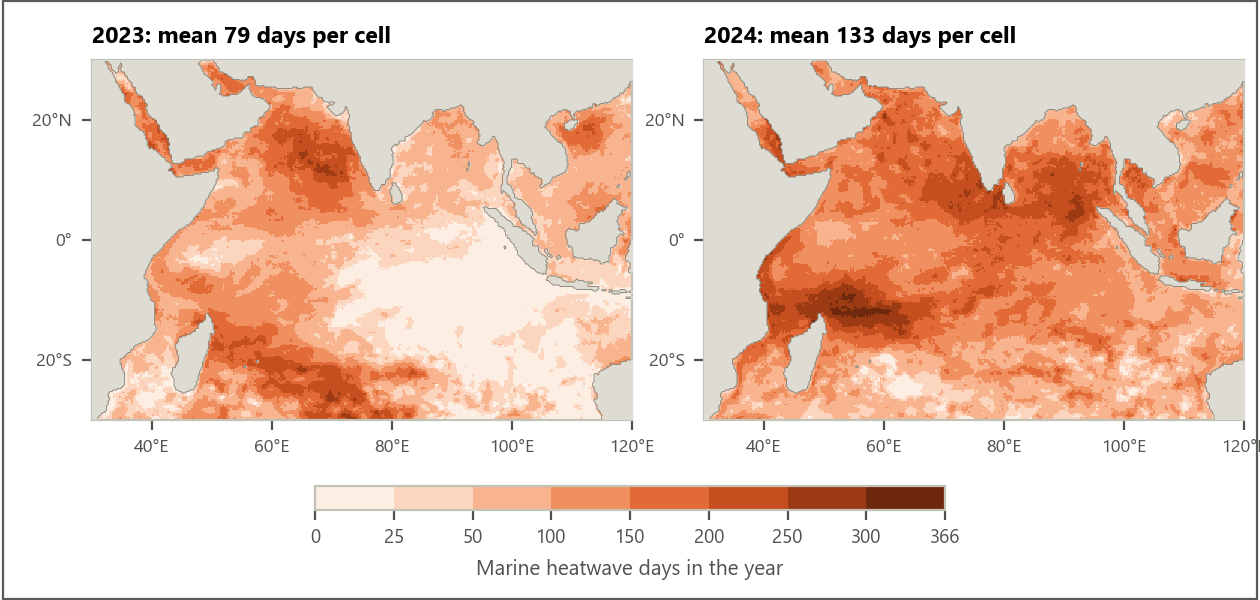 2023: mean 79 days per cell
2024: mean 133 days per cell
20°N
0°
20°S
40°E 60°E 80°E 100°E 120°E
20°N
0°
20°S
40°E 60°E 80°E 100°E 120°
0 25 50 100 150 200 250 300 366
Marine heatwave days in the year